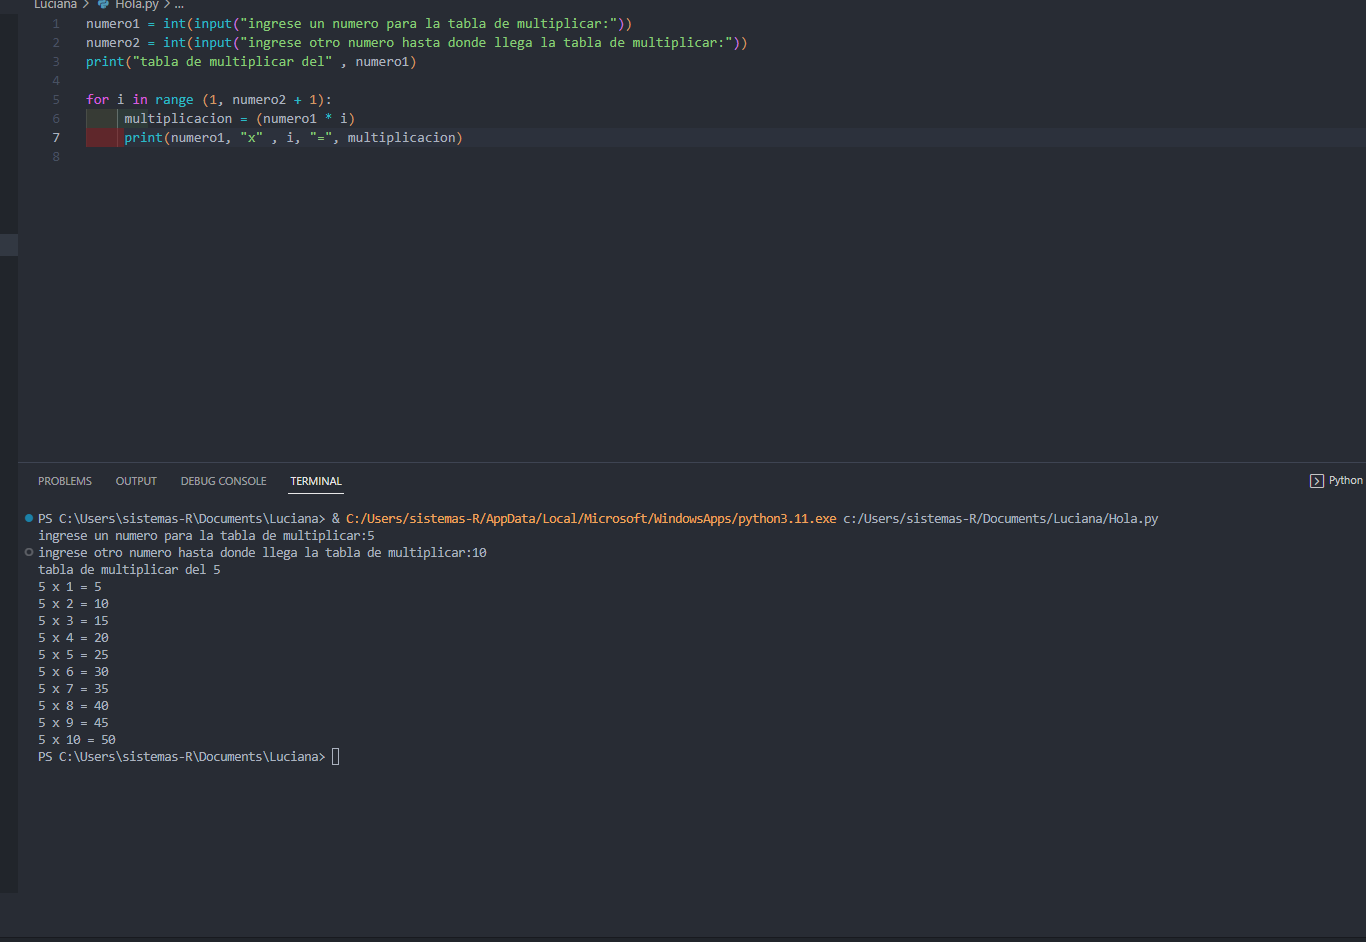 Luciana > Hola.py > ...
1 numero1 = int(input("ingrese un numero para la tabla de multiplicar:"))
2 numero2 = int(input("ingrese otro numero hasta donde llega la tabla de multiplicar:"))
3 print("tabla de multiplicar del" , numero1)
4
5 for i in range (1, numero2 + 1):
6     multiplicacion = (numero1 * i)
7     print(numero1, "x" , i, "=", multiplicacion)
8
PROBLEMS OUTPUT DEBUG CONSOLE TERMINAL Python
PS C:\Users\sistemas-R\Documents\Luciana> & C:/Users/sistemas-R/AppData/Local/Microsoft/WindowsApps/python3.11.exe c:/Users/sistemas-R/Documents/Luciana/Hola.py
ingrese un numero para la tabla de multiplicar:5
ingrese otro numero hasta donde llega la tabla de multiplicar:10
tabla de multiplicar del 5
5 x 1 = 5
5 x 2 = 10
5 x 3 = 15
5 x 4 = 20
5 x 5 = 25
5 x 6 = 30
5 x 7 = 35
5 x 8 = 40
5 x 9 = 45
5 x 10 = 50
PS C:\Users\sistemas-R\Documents\Luciana>